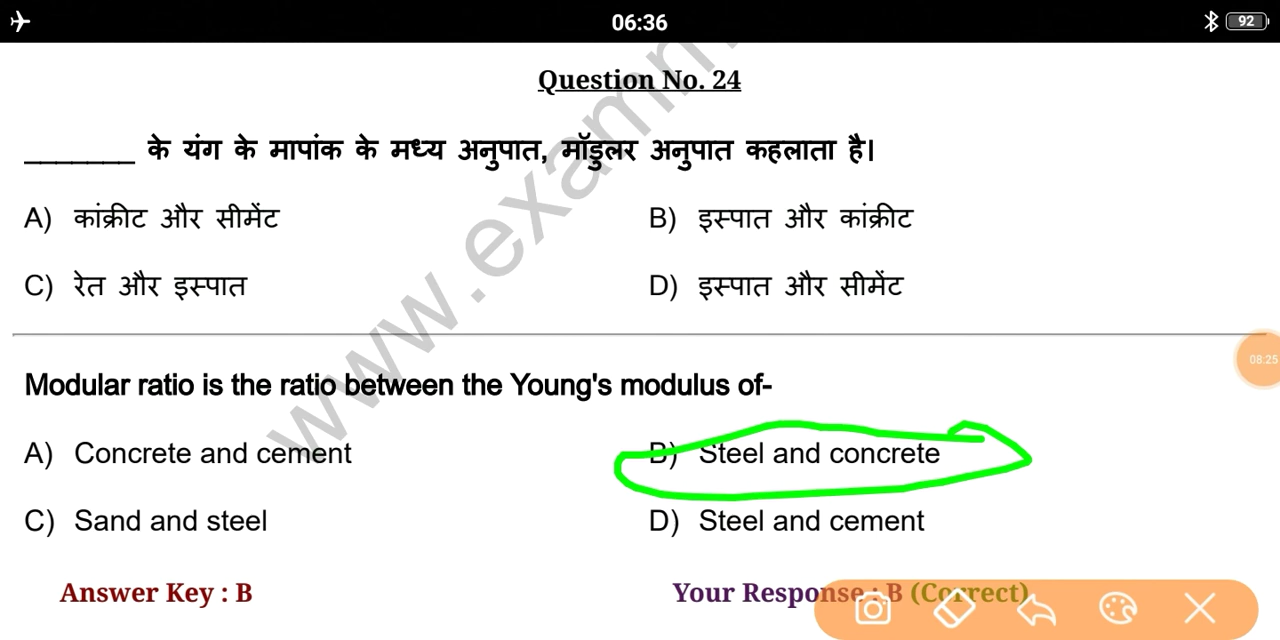 06:36
92
Question No. 24
_______ के यंग के मापांक के मध्य अनुपात, मॉडुलर अनुपात कहलाता है।
A) कांक्रीट और सीमेंट
B) इस्पात और कांक्रीट
C) रेत और इस्पात
D) इस्पात और सीमेंट
08:25
Modular ratio is the ratio between the Young's modulus of-
A) Concrete and cement
B) Steel and concrete
C) Sand and steel
D) Steel and cement
Answer Key : B
Your Response : B (Correct)